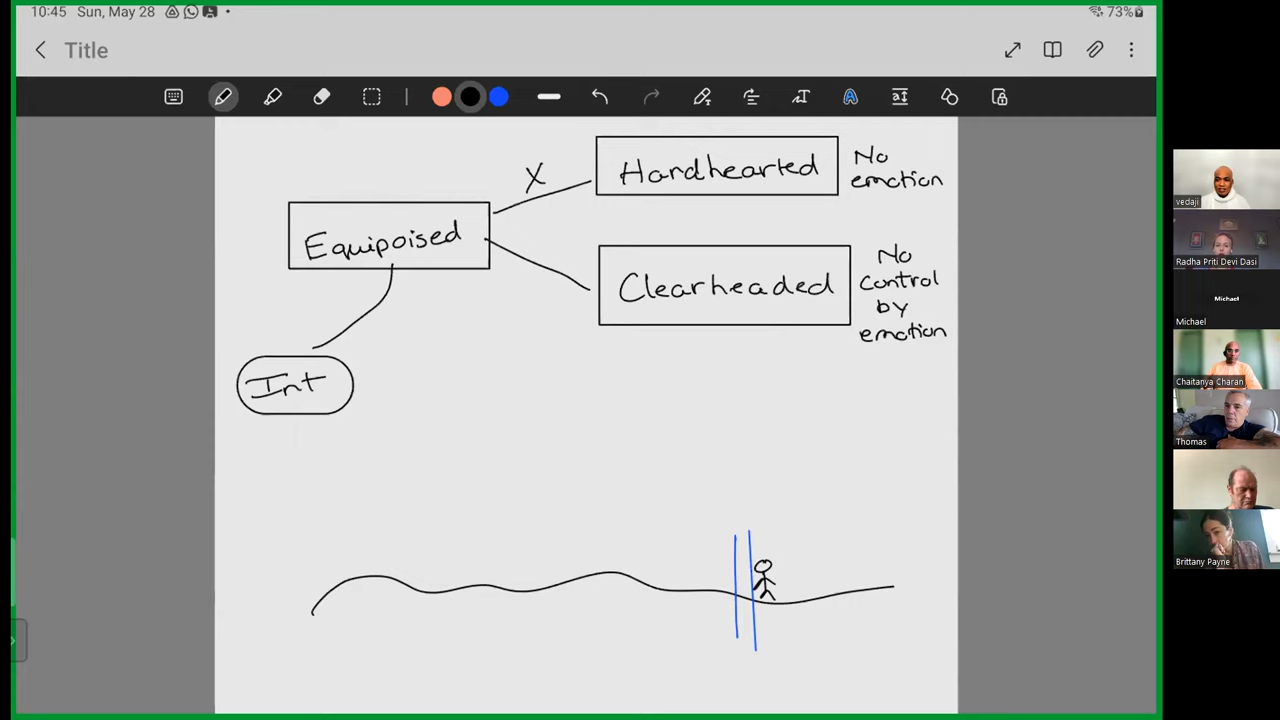 10:45 Sun, May 28
73%
Title
X
Hardhearted
No
emotion
Equipoised
Clearheaded
No
control
by
emotion
Int
vedaji
Radha Priti Devi Dasi
Michael
Michael
Chaitanya Charan
Thomas
Brittany Payne